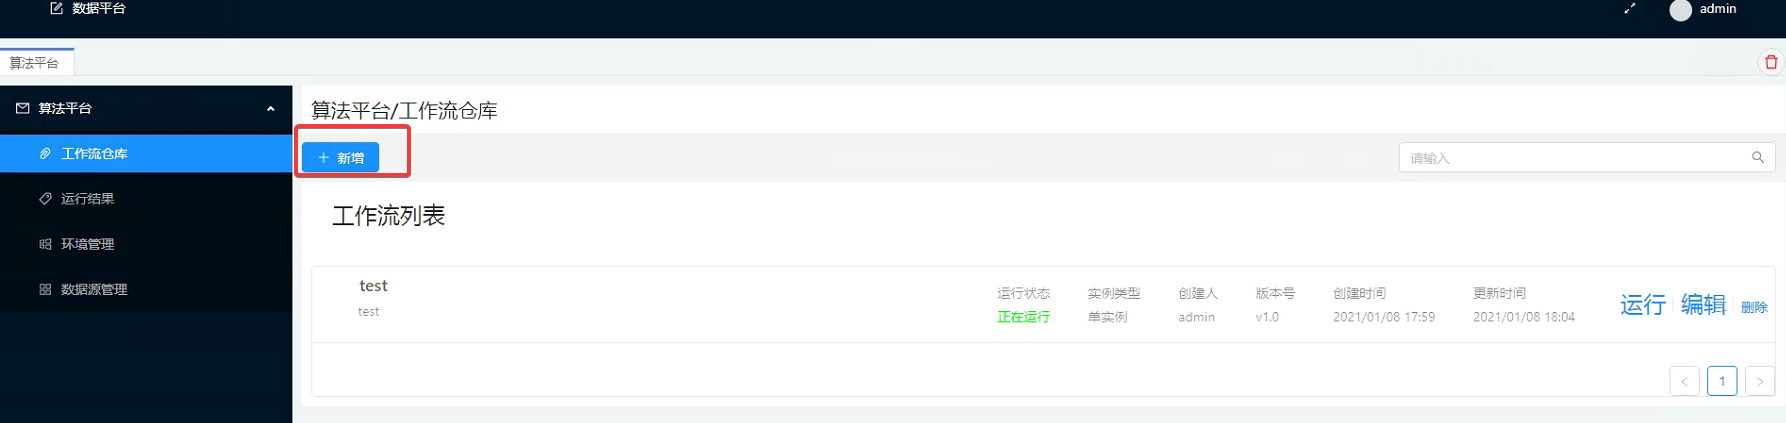 数据平台
admin
算法平台
算法平台
工作流仓库
运行结果
环境管理
数据源管理
算法平台/工作流仓库
新增
请输入
工作流列表
test
test
运行状态 实例类型 创建人 版本号 创建时间 更新时间
正在运行 单实例 admin v1.0 2021/01/08 17:59 2021/01/08 18:04
运行 编辑 删除
1